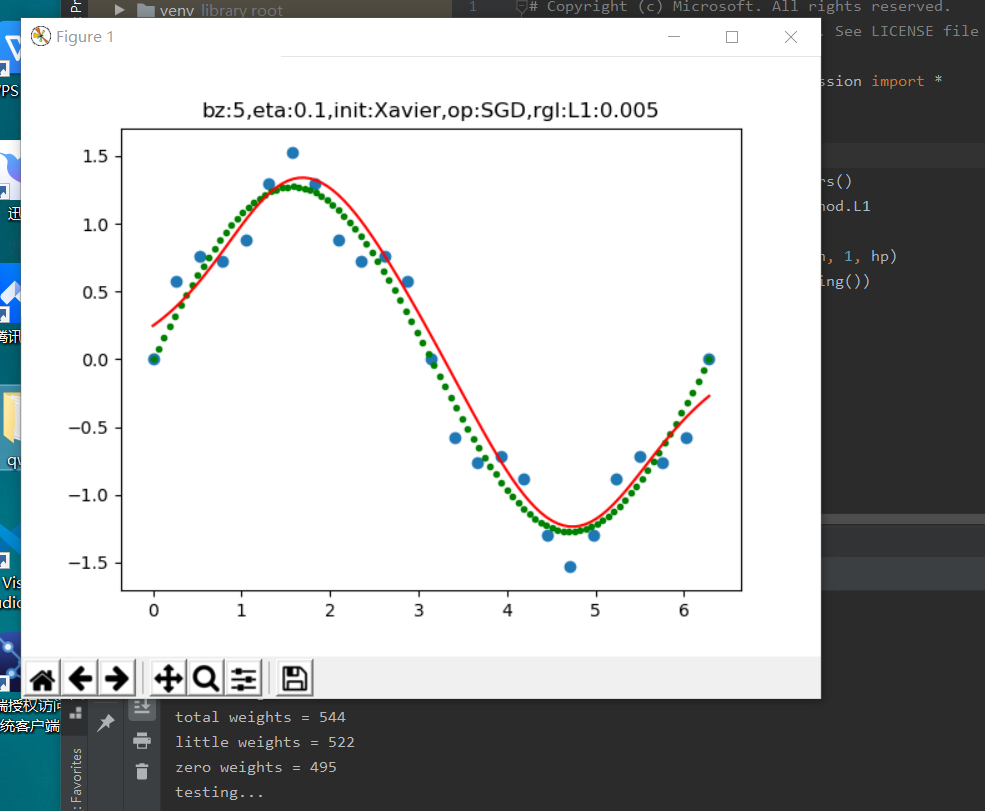 venv library root
1 # Copyright (c) Microsoft. All rights reserved.
See LICENSE file
Figure 1
ssion import *
bz:5,eta:0.1,init:Xavier,op:SGD,rgl:L1:0.005
rs()
hod.L1
, 1, hp)
ing())
1.5
1.0
0.5
0.0
−0.5
−1.0
−1.5
0 1 2 3 4 5 6
PS
迅
腾讯
Vis
端授权访问
统客户端
total weights = 544
little weights = 522
zero weights = 495
testing...
Favorites